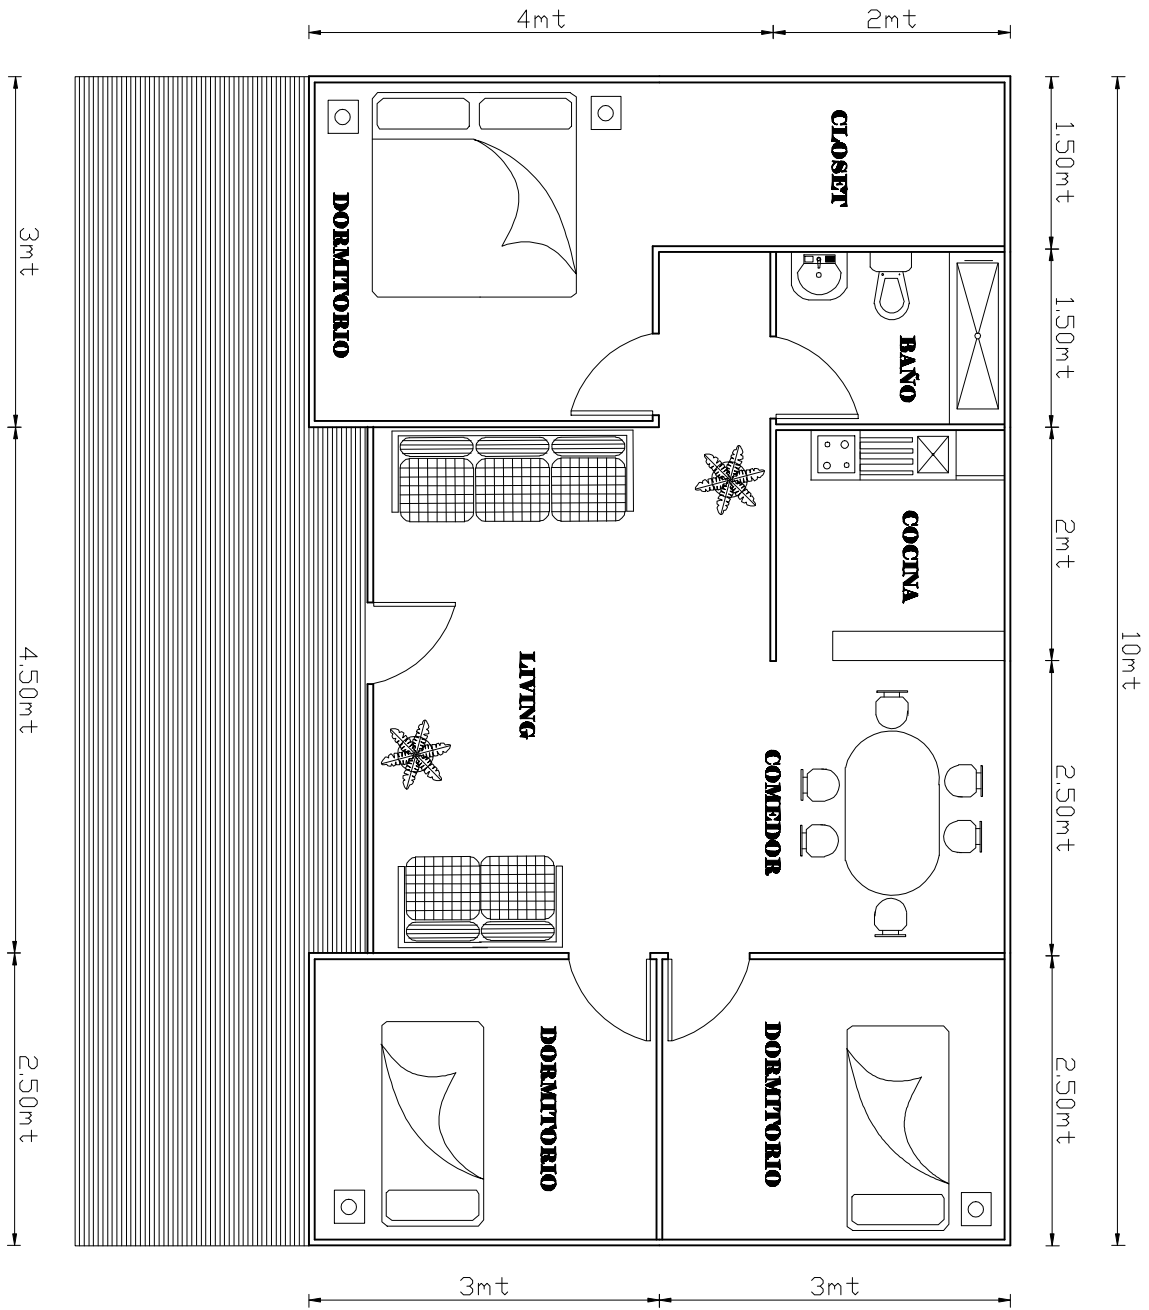 4mt
2mt
CLOSET
1.50mt
DORMITORIO
3mt
BAÑO
1.50mt
COCINA
2mt
10mt
LIVING
4.50mt
COMEDOR
2.50mt
DORMITORIO
DORMITORIO
2.50mt
2.50mt
3mt
3mt